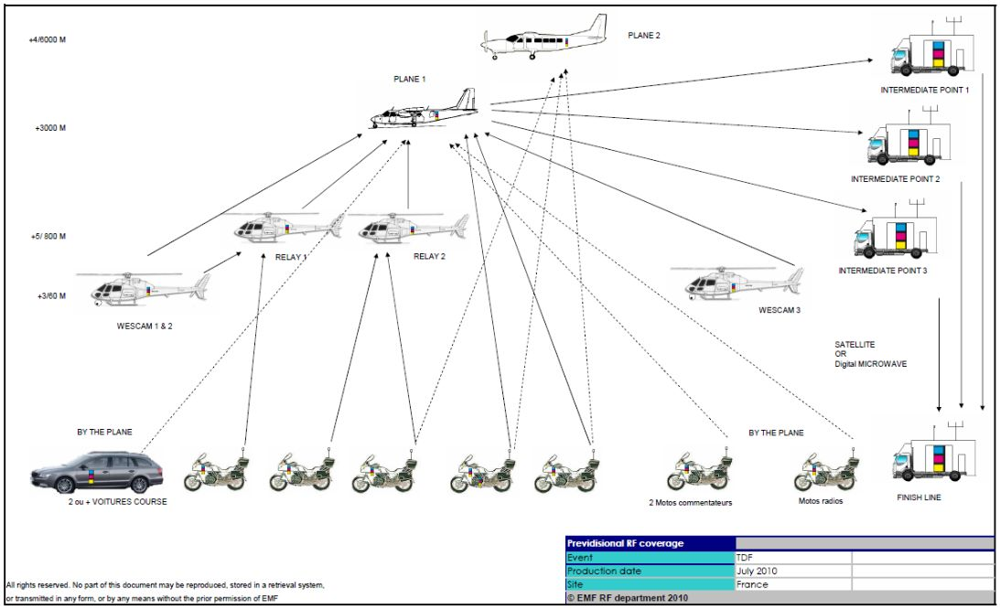 +4/6000 M
PLANE 2
PLANE 1
INTERMEDIATE POINT 1
+3000 M
INTERMEDIATE POINT 2
+5/ 800 M
RELAY 1
RELAY 2
INTERMEDIATE POINT 3
+3/60 M
WESCAM 1 & 2
WESCAM 3
SATELLITE
OR
Digital MICROWAVE
BY THE PLANE
BY THE PLANE
2 ou + VOITURES COURSE
2 Motos commentateurs
Motos radios
FINISH LINE
Previdisional RF coverage
Event TDF
Production date July 2010
Site France
© EMF RF department 2010
All rights reserved. No part of this document may be reproduced, stored in a retrieval system,
or transmitted in any form, or by any means without the prior permission of EMF